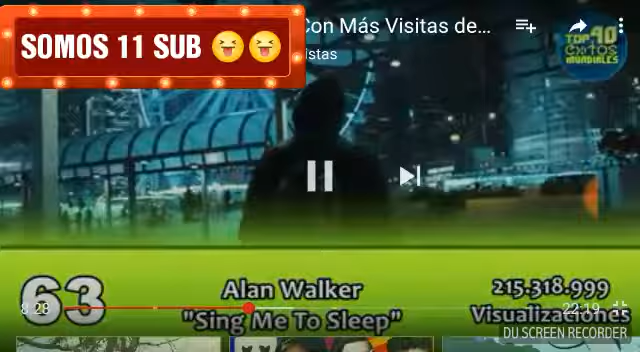 SOMOS 11 SUB
Con Más Visitas de...
istas
TOP 40
éxitos
MUNDIALES
8:28
22:19
63
Alan Walker
"Sing Me To Sleep"
215.318.999
Visualizaciones
DU SCREEN RECORDER